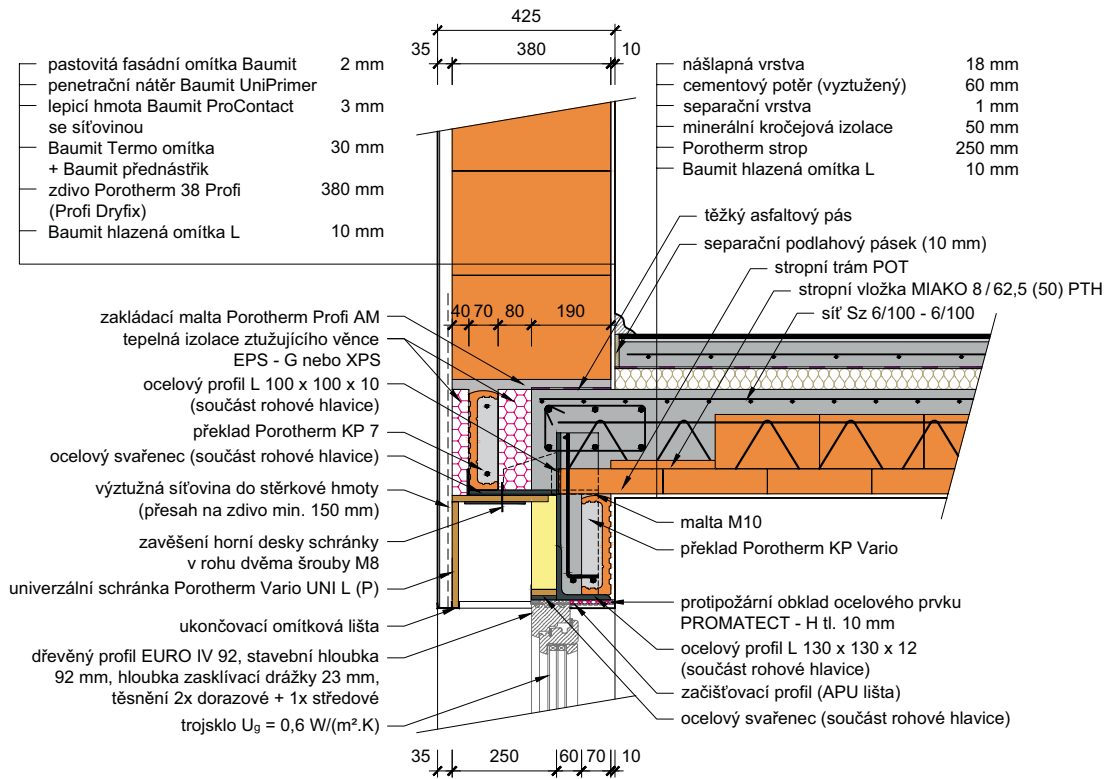 425
35 380 10
pastovitá fasádní omítka Baumit 2 mm
penetrační nátěr Baumit UniPrimer
lepicí hmota Baumit ProContact 3 mm
se síťovinou
Baumit Termo omítka 30 mm
+ Baumit přednástřik
zdivo Porotherm 38 Profi 380 mm
(Profi Dryfix)
Baumit hlazená omítka L 10 mm
nášlapná vrstva 18 mm
cementový potěr (vyztužený) 60 mm
separační vrstva 1 mm
minerální kročejová izolace 50 mm
Porotherm strop 250 mm
Baumit hlazená omítka L 10 mm
těžký asfaltový pás
separační podlahový pásek (10 mm)
stropní trám POT
stropní vložka MIAKO 8 / 62,5 (50) PTH
síť Sz 6/100 - 6/100
40 70 80 190
zakládací malta Porotherm Profi AM
tepelná izolace ztužujícího věnce
EPS - G nebo XPS
ocelový profil L 100 x 100 x 10
(součást rohové hlavice)
překlad Porotherm KP 7
ocelový svařenec (součást rohové hlavice)
výztužná síťovina do stěrkové hmoty
(přesah na zdivo min. 150 mm)
zavěšení horní desky schránky
v rohu dvěma šrouby M8
univerzální schránka Porotherm Vario UNI L (P)
ukončovací omítková lišta
dřevěný profil EURO IV 92, stavební hloubka
92 mm, hloubka zasklívací drážky 23 mm,
těsnění 2x dorazové + 1x středové
trojsklo Ug = 0,6 W/(m².K)
malta M10
překlad Porotherm KP Vario
protipožární obklad ocelového prvku
PROMATECT - H tl. 10 mm
ocelový profil L 130 x 130 x 12
(součást rohové hlavice)
začišťovací profil (APU lišta)
ocelový svařenec (součást rohové hlavice)
35 250 60 70 10